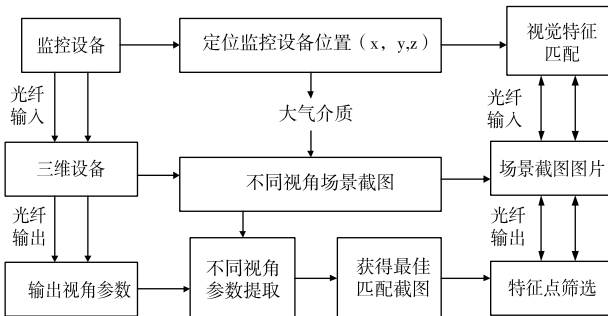 监控设备
定位监控设备位置（x，y,z）
视觉特征
匹配
光纤
输入
大气介质
光纤
输入
三维设备
不同视角场景截图
场景截图图片
光纤
输出
光纤
输出
输出视角参数
不同视角
参数提取
获得最佳
匹配截图
特征点筛选